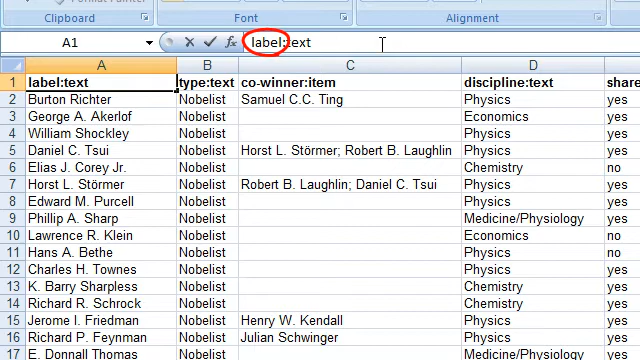 Format Painter
Clipboard Font Alignment
A1 fx label:text
A B C D
1 label:text type:text co-winner:item discipline:text share
2 Burton Richter Nobelist Samuel C.C. Ting Physics yes
3 George A. Akerlof Nobelist Economics yes
4 William Shockley Nobelist Physics yes
5 Daniel C. Tsui Nobelist Horst L. Störmer; Robert B. Laughlin Physics yes
6 Elias J. Corey Jr. Nobelist Chemistry no
7 Horst L. Störmer Nobelist Robert B. Laughlin; Daniel C. Tsui Physics yes
8 Edward M. Purcell Nobelist Physics yes
9 Phillip A. Sharp Nobelist Medicine/Physiology yes
10 Lawrence R. Klein Nobelist Economics no
11 Hans A. Bethe Nobelist Physics no
12 Charles H. Townes Nobelist Physics yes
13 K. Barry Sharpless Nobelist Chemistry yes
14 Richard R. Schrock Nobelist Chemistry yes
15 Jerome I. Friedman Nobelist Henry W. Kendall Physics yes
16 Richard P. Feynman Nobelist Julian Schwinger Physics yes
17 E. Donnall Thomas Nobelist Medicine/Physiology yes